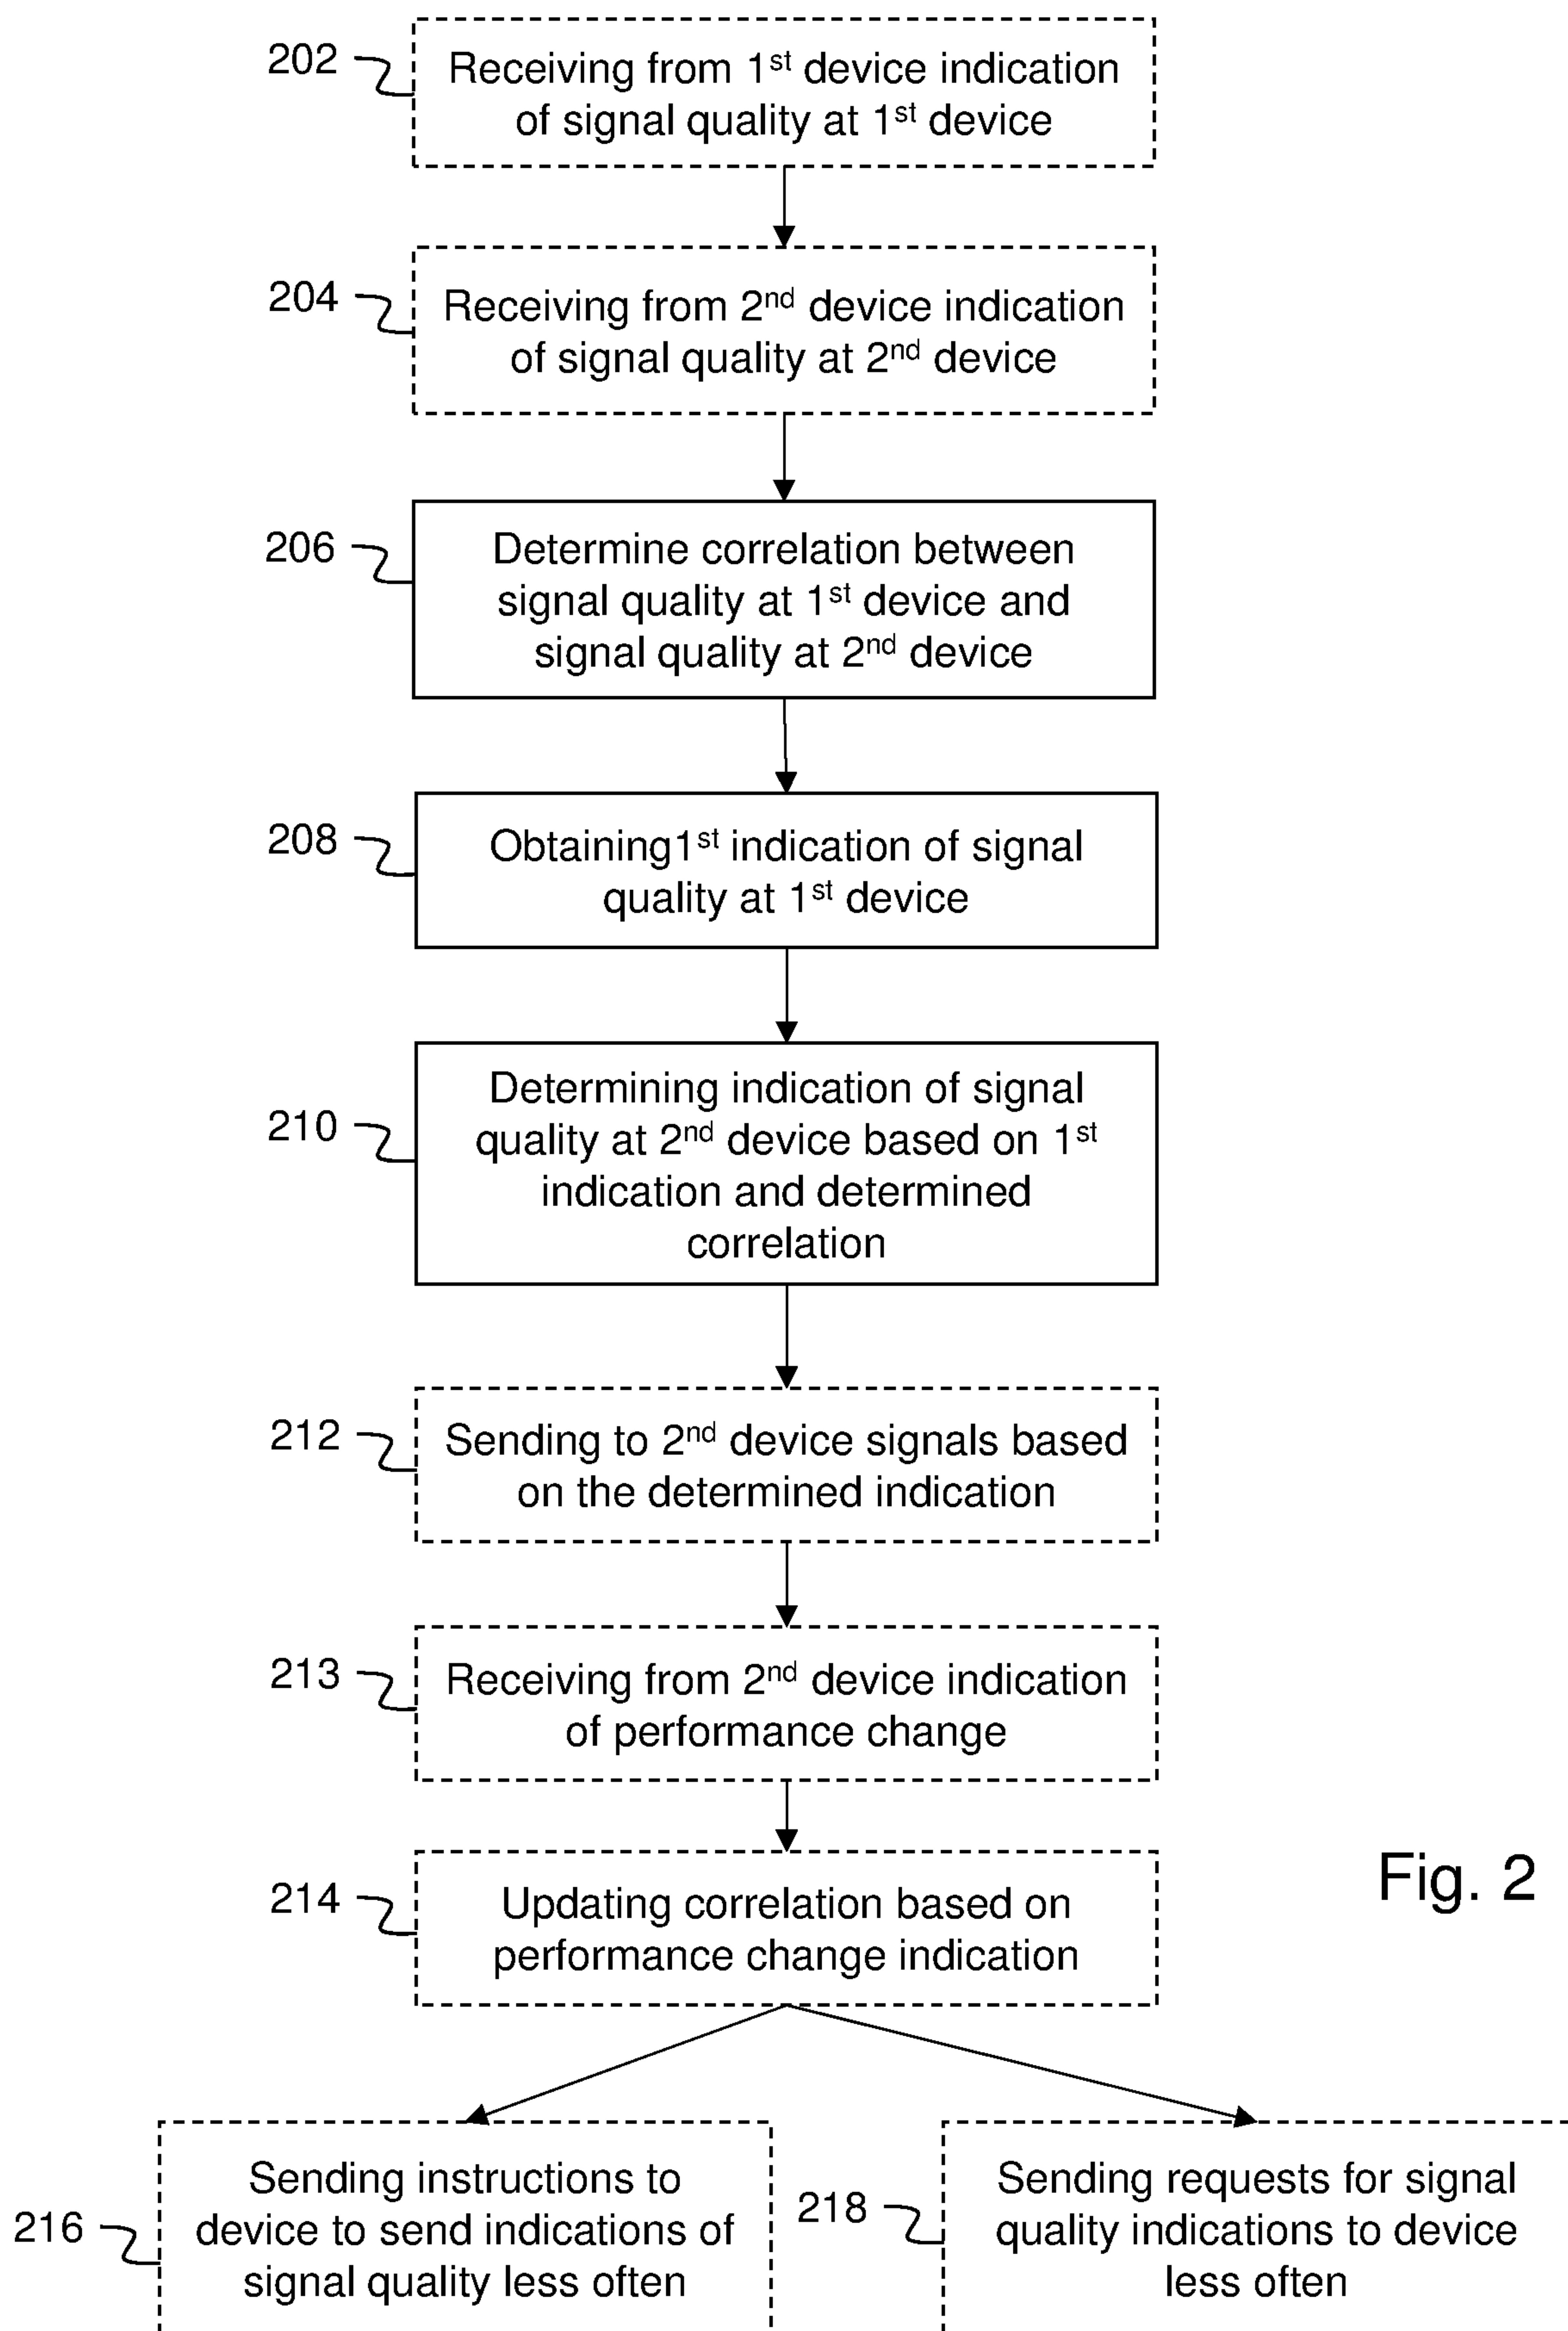 202
Receiving from 1st device indication
of signal quality at 1st device
204
Receiving from 2nd device indication
of signal quality at 2nd device
206
Determine correlation between
signal quality at 1st device and
signal quality at 2nd device
208
Obtaining1st indication of signal
quality at 1st device
210
Determining indication of signal
quality at 2nd device based on 1st
indication and determined
correlation
212
Sending to 2nd device signals based
on the determined indication
213
Receiving from 2nd device indication
of performance change
214
Updating correlation based on
performance change indication
Fig. 2
216
Sending instructions to
device to send indications of
signal quality less often
218
Sending requests for signal
quality indications to device
less often